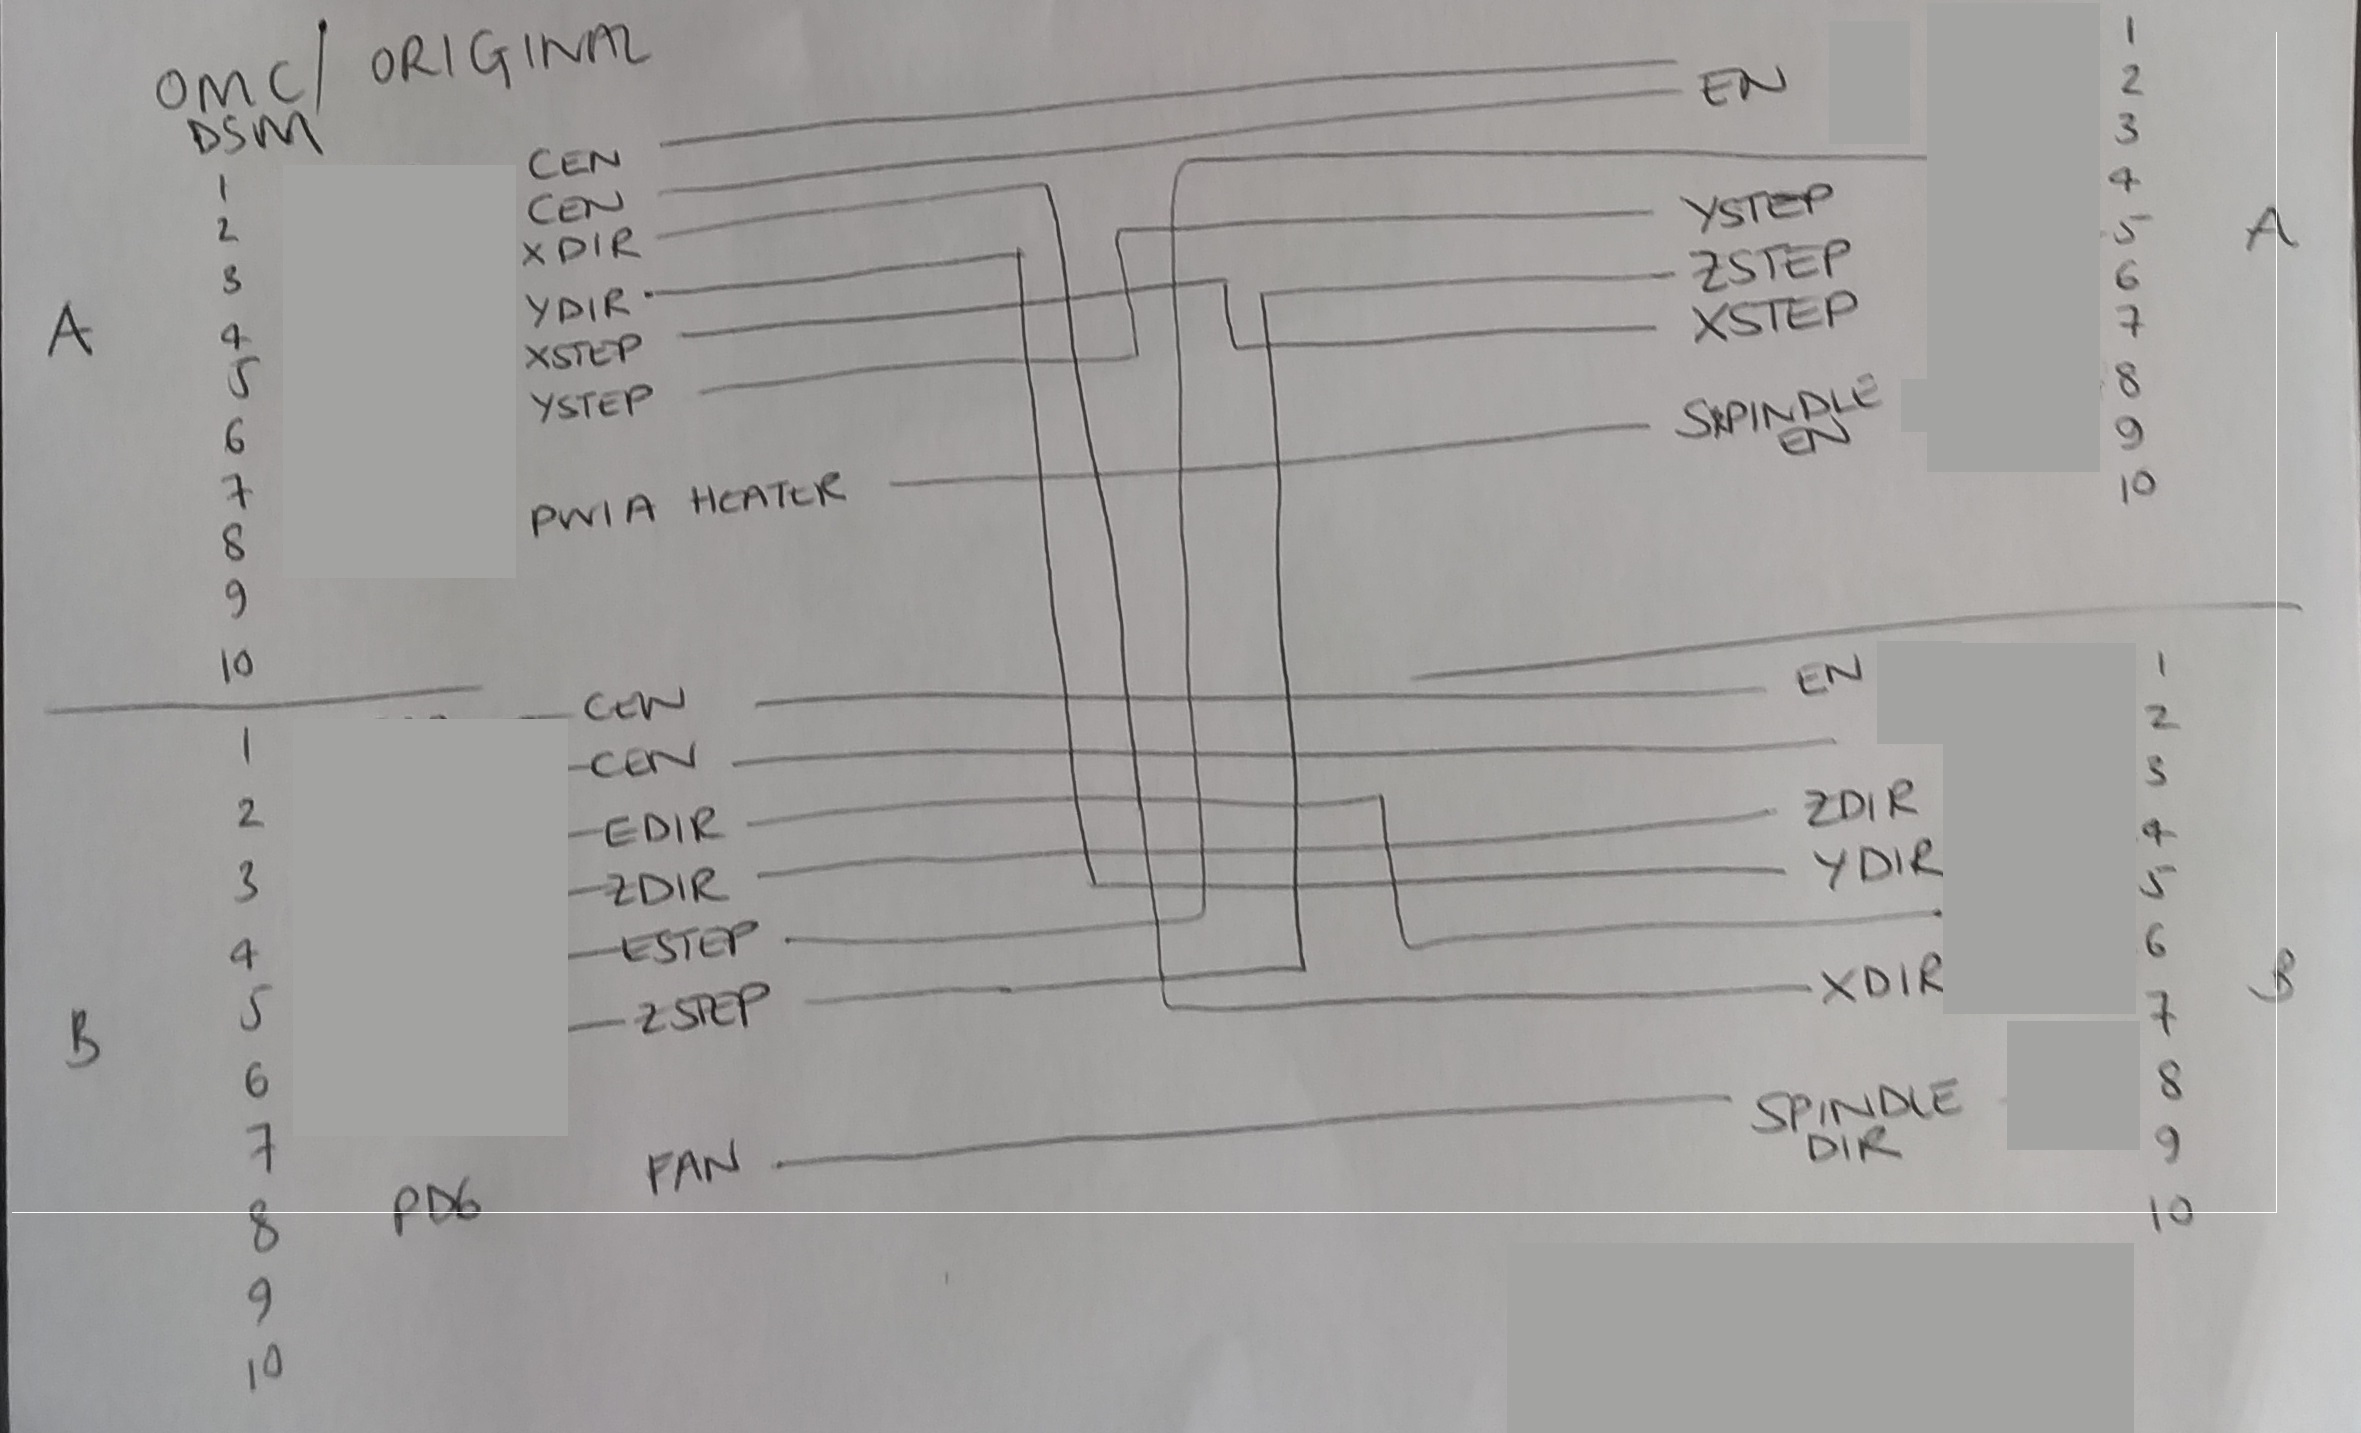 OMC/ ORIGINAL
DSM
A
1
2
3
4
5
6
7
8
9
10
CEN
CEN
XDIR
YDIR
XSTEP
YSTEP
PW1A HEATER
EN
YSTEP
ZSTEP
XSTEP
SPINDLE
EN
1
2
3
4
5
6
7
8
9
10
A
B
1
2
3
4
5
6
7
8
9
10
CEN
CEN
EDIR
ZDIR
ESTEP
ZSTEP
FAN
PD6
EN
ZDIR
YDIR
XDIR
SPINDLE
DIR
1
2
3
4
5
6
7
8
9
10
B